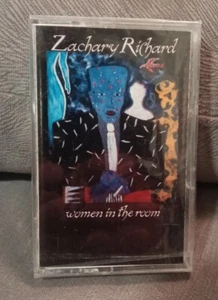 Zachary Richard
women in the room